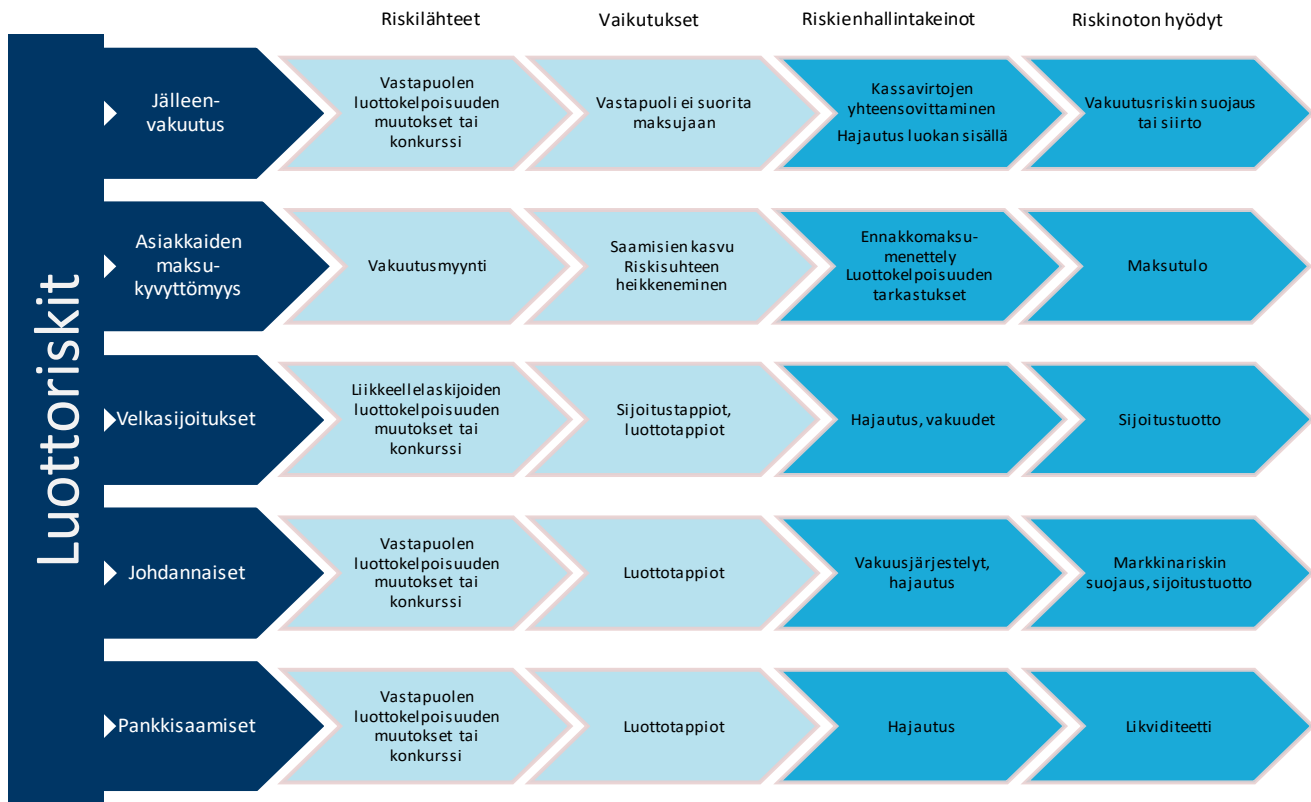 Riskilähteet
Vaikutukset
Riskienhallintakeinot
Riskinoton hyödyt
Luottoriskit
Jälleen-
vakuutus
Vastapuolen
luottokelpoisuuden
muutokset tai
konkurssi
Vastapuoli ei suorita
maksujaan
Kassavirtojen
yhteensovittaminen
Hajautus luokan sisällä
Vakuutusriskin suojaus
tai siirto
Asiakkaiden
maksu-
kyvyttömyys
Vakuutusmyynti
Saamisien kasvu
Riskisuhteen
heikkeneminen
Ennakkomaksu-
menettely
Luottokelpoisuuden
tarkastukset
Maksutulo
Velkasijoitukset
Liikkeellelaskijoiden
luottokelpoisuuden
muutokset tai
konkurssi
Sijoitustappiot,
luottotappiot
Hajautus, vakuudet
Sijoitustuotto
Johdannaiset
Vastapuolen
luottokelpoisuuden
muutokset tai
konkurssi
Luottotappiot
Vakuusjärjestelyt,
hajautus
Markkinariskin
suojaus, sijoitustuotto
Pankkisaamiset
Vastapuolen
luottokelpoisuuden
muutokset tai
konkurssi
Luottotappiot
Hajautus
Likviditeetti